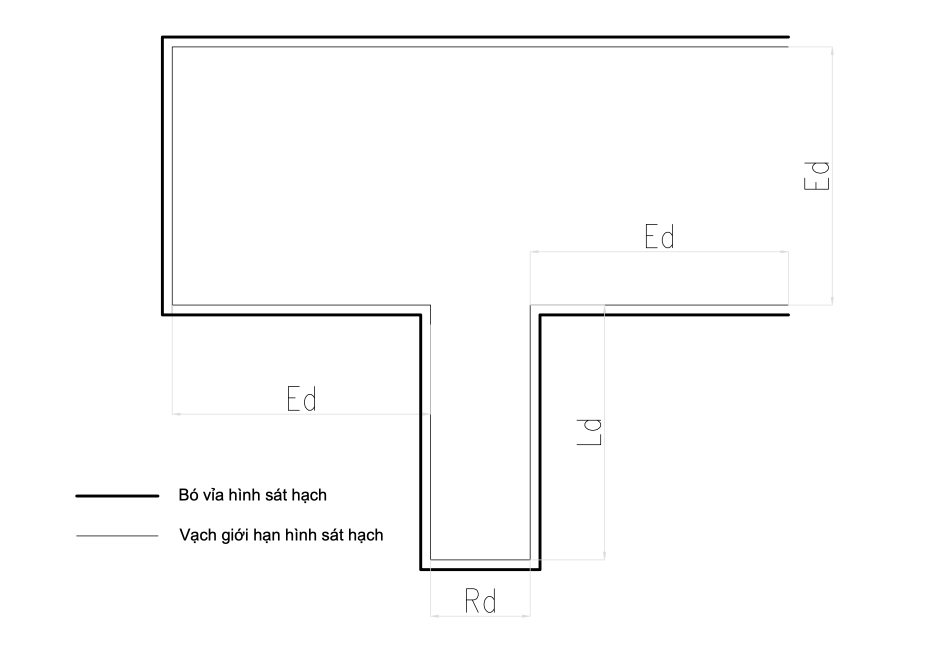 Ed
Ed
Ed
Ld
Bó vỉa hình sát hạch
Vạch giới hạn hình sát hạch
Rd